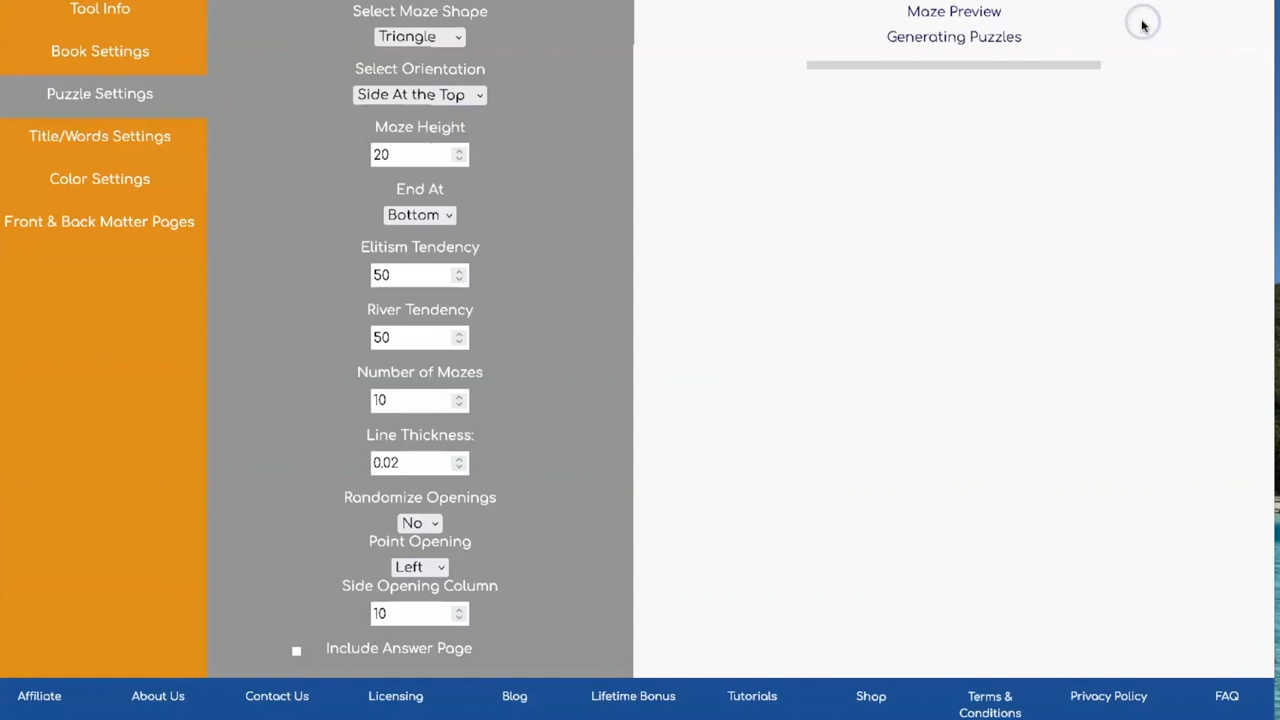 Tool Info
Book Settings
Puzzle Settings
Title/Words Settings
Color Settings
Front & Back Matter Pages
Select Maze Shape
Triangle
Select Orientation
Side At the Top
Maze Height
20
End At
Bottom
Elitism Tendency
50
River Tendency
50
Number of Mazes
10
Line Thickness:
0.02
Randomize Openings
No
Point Opening
Left
Side Opening Column
10
Include Answer Page
Maze Preview
Generating Puzzles
Affiliate
About Us
Contact Us
Licensing
Blog
Lifetime Bonus
Tutorials
Shop
Terms &
Conditions
Privacy Policy
FAQ